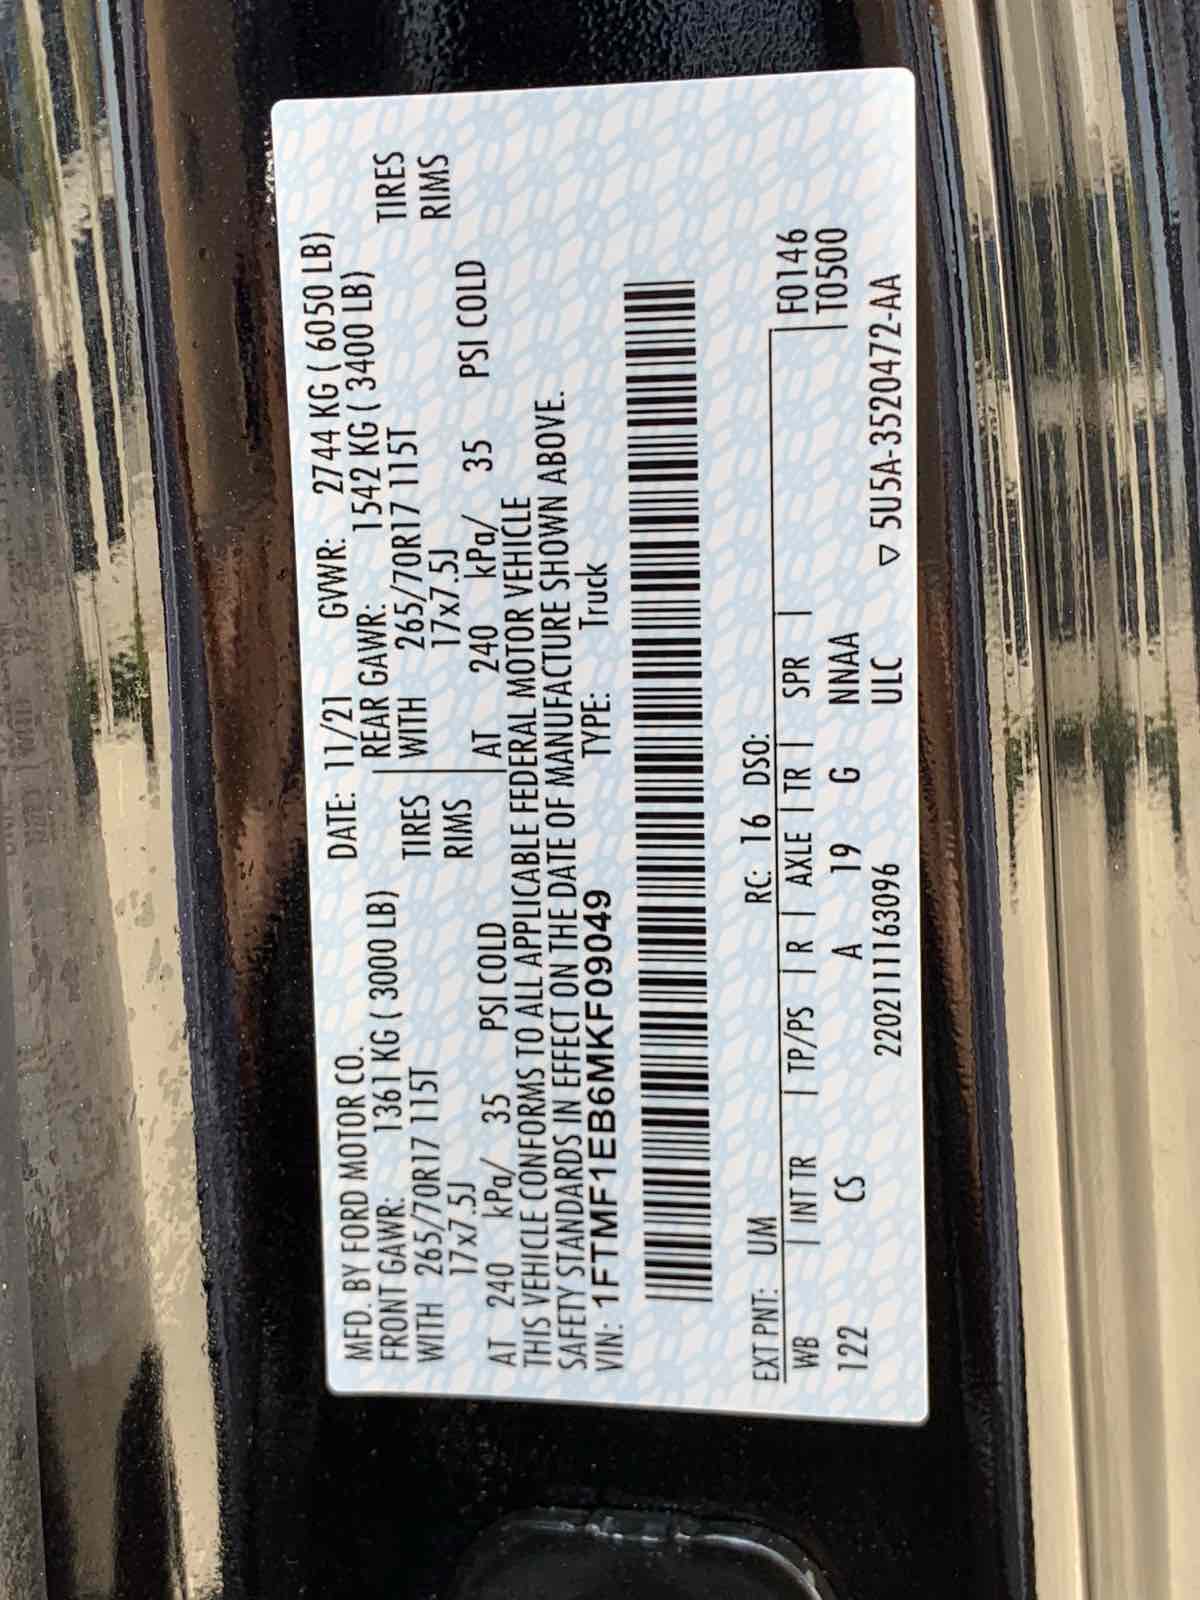 MFD. BY FORD MOTOR CO. DATE: 11/21 GVWR: 2744 KG ( 6050 LB)
FRONT GAWR: 1361 KG ( 3000 LB) REAR GAWR: 1542 KG ( 3400 LB)
WITH 265/70R17 115T TIRES WITH 265/70R17 115T TIRES
17x7.5J RIMS 17x7.5J RIMS
AT 240 kPa/ 35 PSI COLD AT 240 kPa/ 35 PSI COLD
THIS VEHICLE CONFORMS TO ALL APPLICABLE FEDERAL MOTOR VEHICLE
SAFETY STANDARDS IN EFFECT ON THE DATE OF MANUFACTURE SHOWN ABOVE.
VIN: 1FTMF1EB6MKF09049 TYPE: Truck
EXT PNT: UM RC: 16 DSO: F0146
WB | INT TR | TP/PS | R | AXLE | TR | SPR | T0500
122 CS A 19 G NNAA
220211116​3096 ULC ▽ 5U5A-3520472-AA